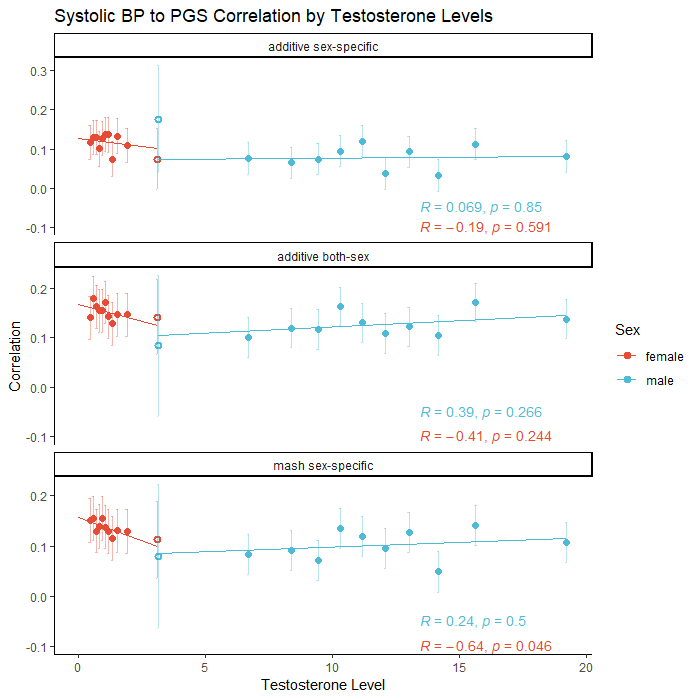 Systolic BP to PGS Correlation by Testosterone Levels
additive sex-specific
0.3
0.2
0.1
0.0
-0.1
R = 0.069, p = 0.85
R = −0.19, p = 0.591
additive both-sex
0.2
0.1
0.0
-0.1
R = 0.39, p = 0.266
R = −0.41, p = 0.244
mash sex-specific
0.2
0.1
0.0
-0.1
R = 0.24, p = 0.5
R = −0.64, p = 0.046
0 5 10 15 20
Testosterone Level
Correlation
Sex
female
male